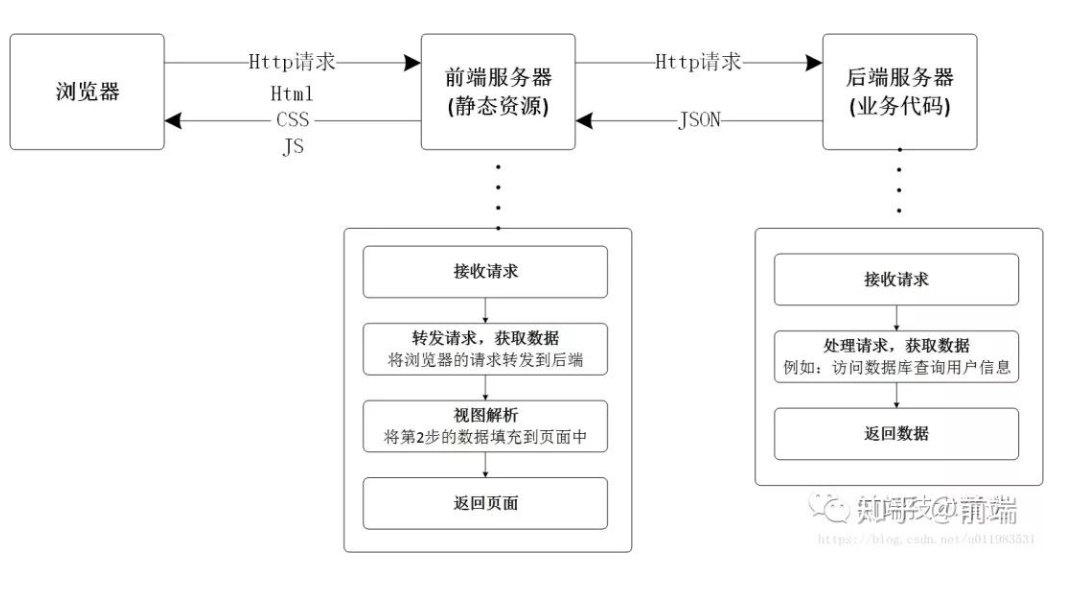 浏览器
Http请求
Html
CSS
JS
前端服务器
(静态资源)
Http请求
JSON
后端服务器
(业务代码)
接收请求
转发请求，获取数据
将浏览器的请求转发到后端
视图解析
将第2步的数据填充到页面中
返回页面
接收请求
处理请求，获取数据
例如：访问数据库查询用户信息
返回数据
https://blog.csdn.net/u011983531